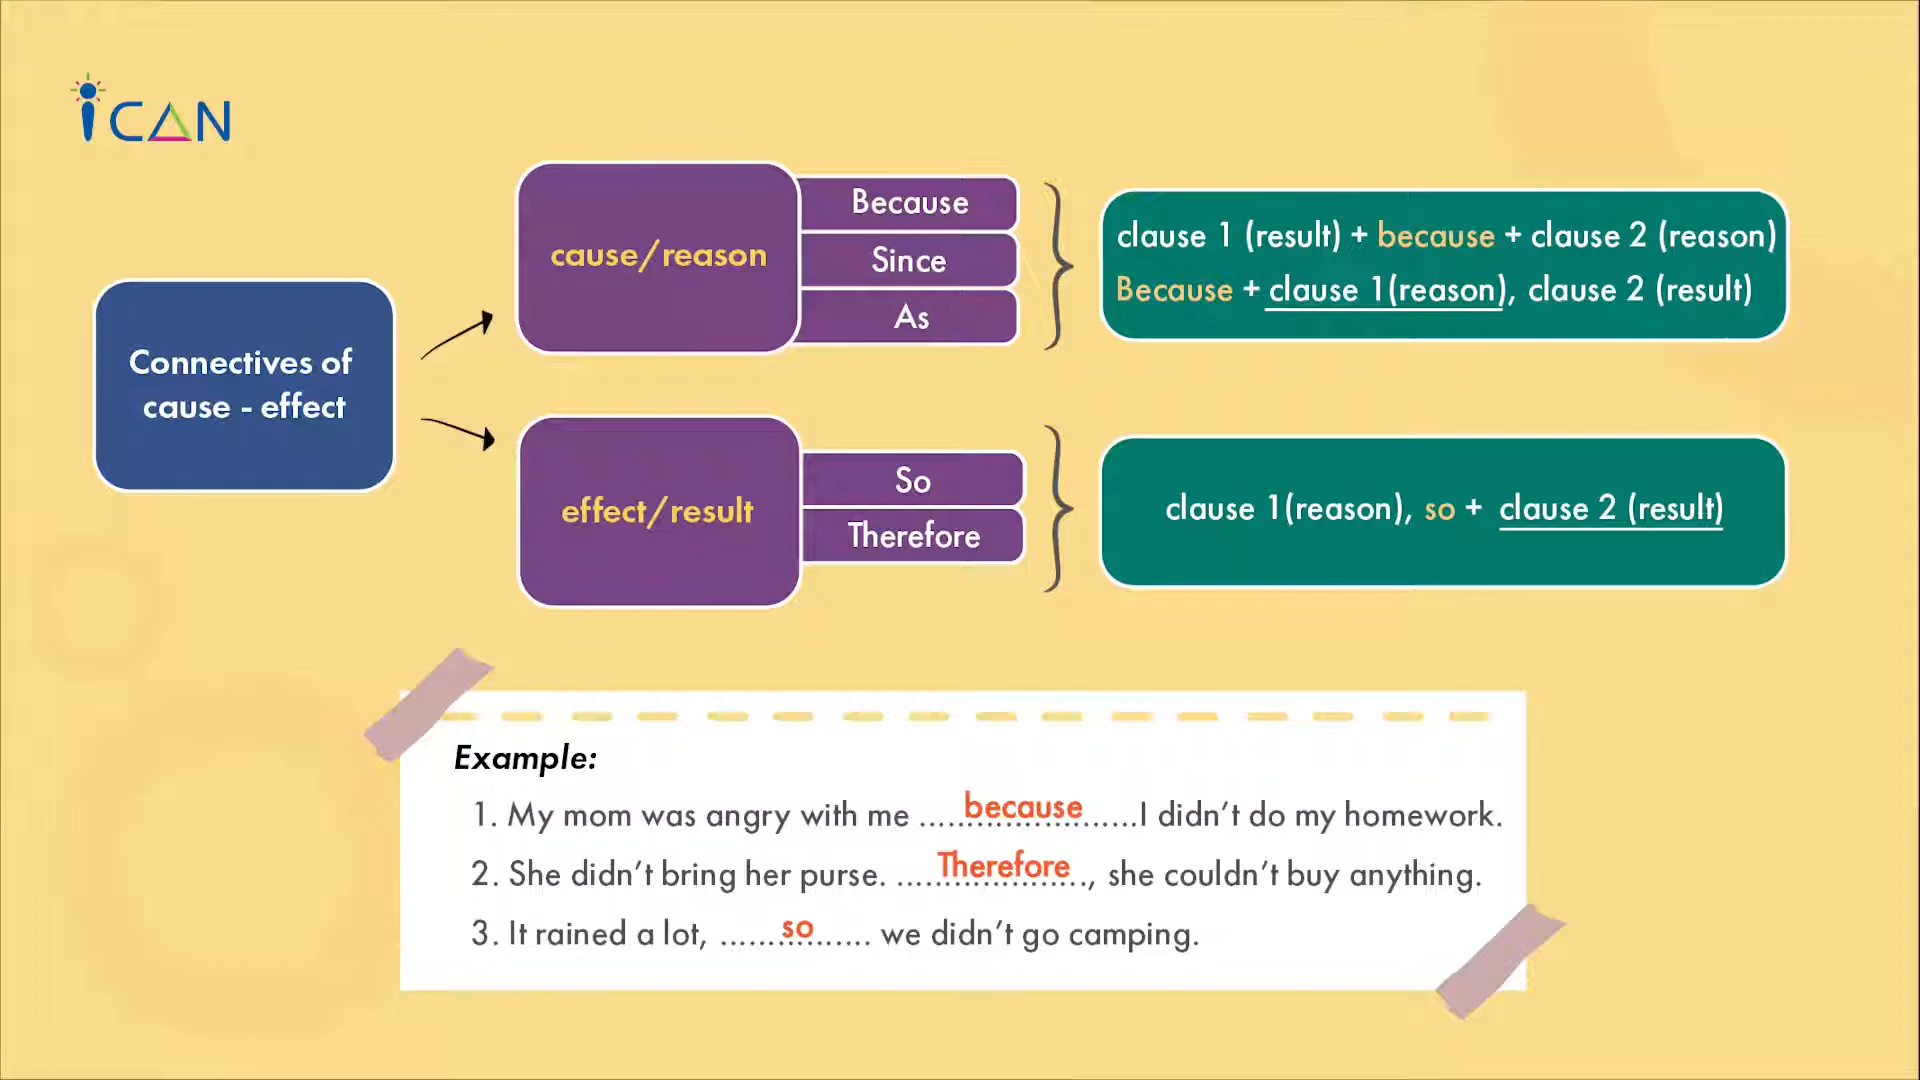 iCAN
Connectives of
cause - effect
cause/reason
Because
Since
As
clause 1 (result) + because + clause 2 (reason)
Because + clause 1(reason), clause 2 (result)
effect/result
So
Therefore
clause 1(reason), so + clause 2 (result)
Example:
1. My mom was angry with me ......because......I didn't do my homework.
2. She didn't bring her purse. ......Therefore......, she couldn't buy anything.
3. It rained a lot, ......so...... we didn't go camping.